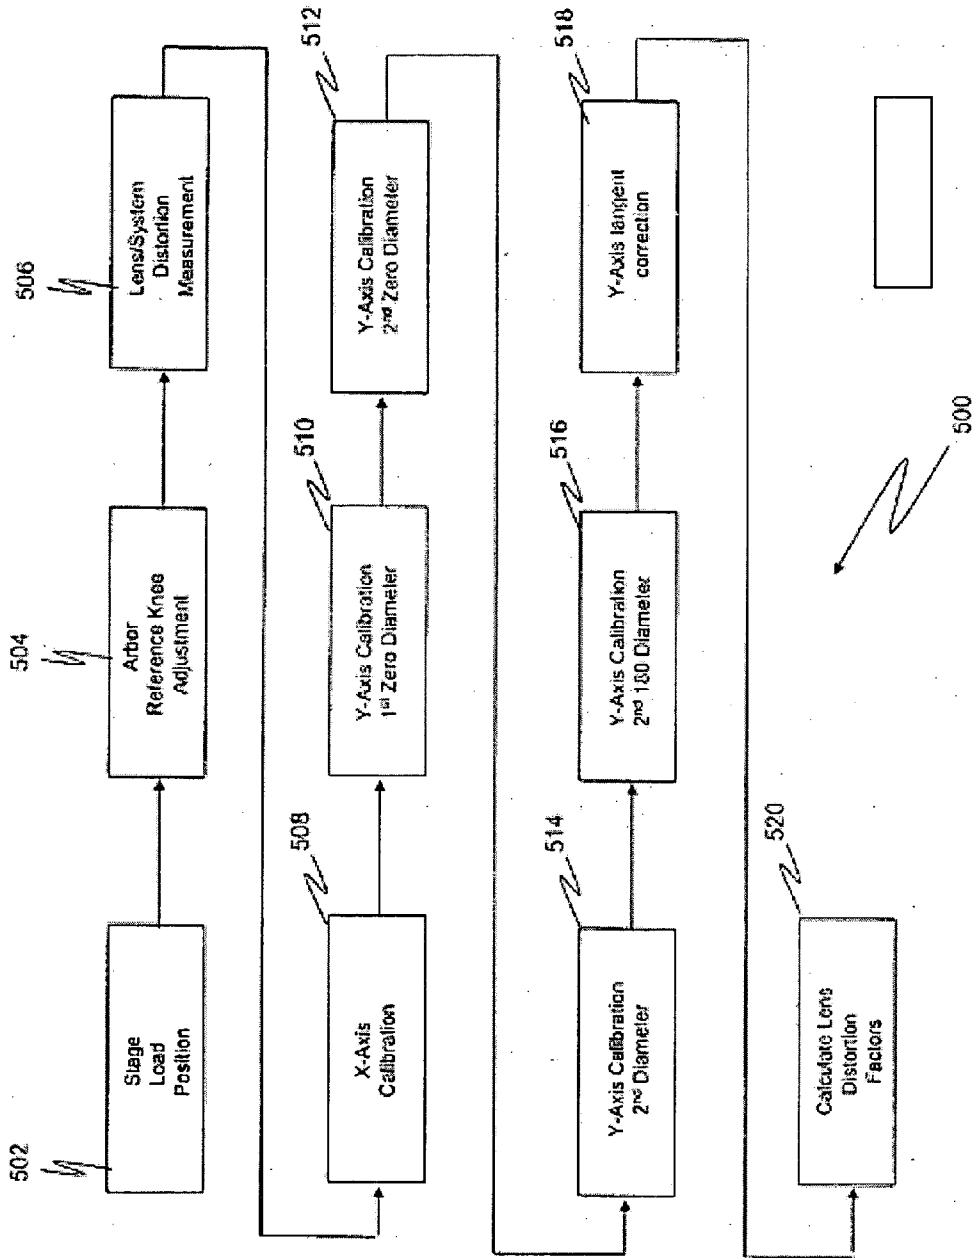 502
Stage
Load
Position
504
Arbor
Reference Knee
Adjustment
506
Lens/System
Distortion
Measurement
508
X-Axis
Calibration
510
Y-Axis Calibration
1st Zero Diameter
512
Y-Axis Calibration
2nd Zero Diameter
514
Y-Axis Calibration
2nd Diameter
516
Y-Axis Calibration
2nd 180 Diameter
518
Y-Axis tangent
correction
520
Calculate Lens
Distortion
Factors
500